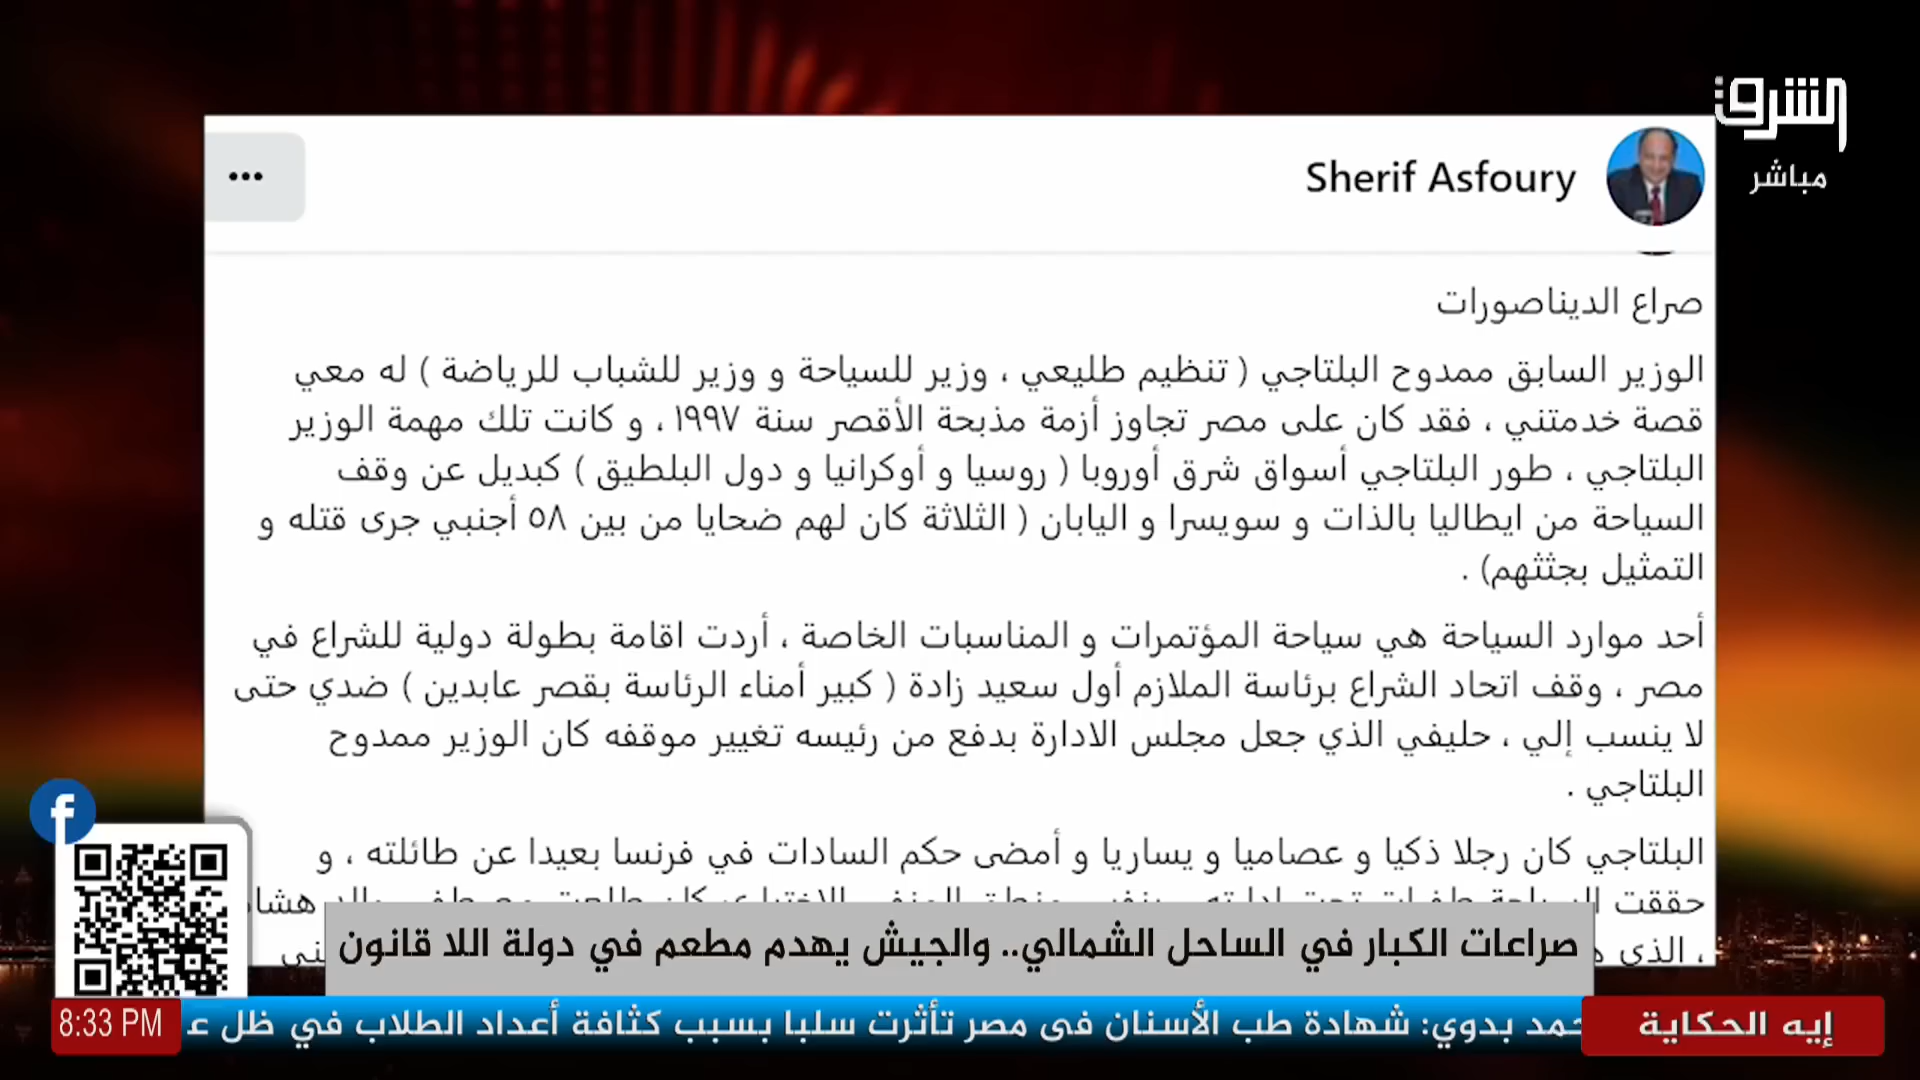 الشرق
مباشر
Sherif Asfoury
صراع الديناصورات
الوزير السابق ممدوح البلتاجي ( تنظيم طليعي ، وزير للسياحة و وزير للشباب للرياضة ) له معي
قصة خدمتني ، فقد كان على مصر تجاوز أزمة مذبحة الأقصر سنة ١٩٩٧ ، و كانت تلك مهمة الوزير
البلتاجي ، طور البلتاجي أسواق شرق أوروبا ( روسيا و أوكرانيا و دول البلطيق ) كبديل عن وقف
السياحة من ايطاليا بالذات و سويسرا و اليابان ( الثلاثة كان لهم ضحايا من بين ٥٨ أجنبي جرى قتله و
التمثيل بجثثهم) .
أحد موارد السياحة هي سياحة المؤتمرات و المناسبات الخاصة ، أردت اقامة بطولة دولية للشراع في
مصر ، وقف اتحاد الشراع برئاسة الملازم أول سعيد زادة ( كبير أمناء الرئاسة بقصر عابدين ) ضدي حتى
لا ينسب إلي ، حليفي الذي جعل مجلس الادارة بدفع من رئيسه تغيير موقفه كان الوزير ممدوح
البلتاجي .
البلتاجي كان رجلا ذكيا و عصاميا و يساريا و أمضى حكم السادات في فرنسا بعيدا عن طائلته ، و
حققت
، الذي
صراعات الكبار في الساحل الشمالي.. والجيش يهدم مطعم في دولة اللا قانون
إيه الحكاية
حمد بدوي: شهادة طب الأسنان فى مصر تأثرت سلبا بسبب كثافة أعداد الطلاب في ظل ع
8:33 PM